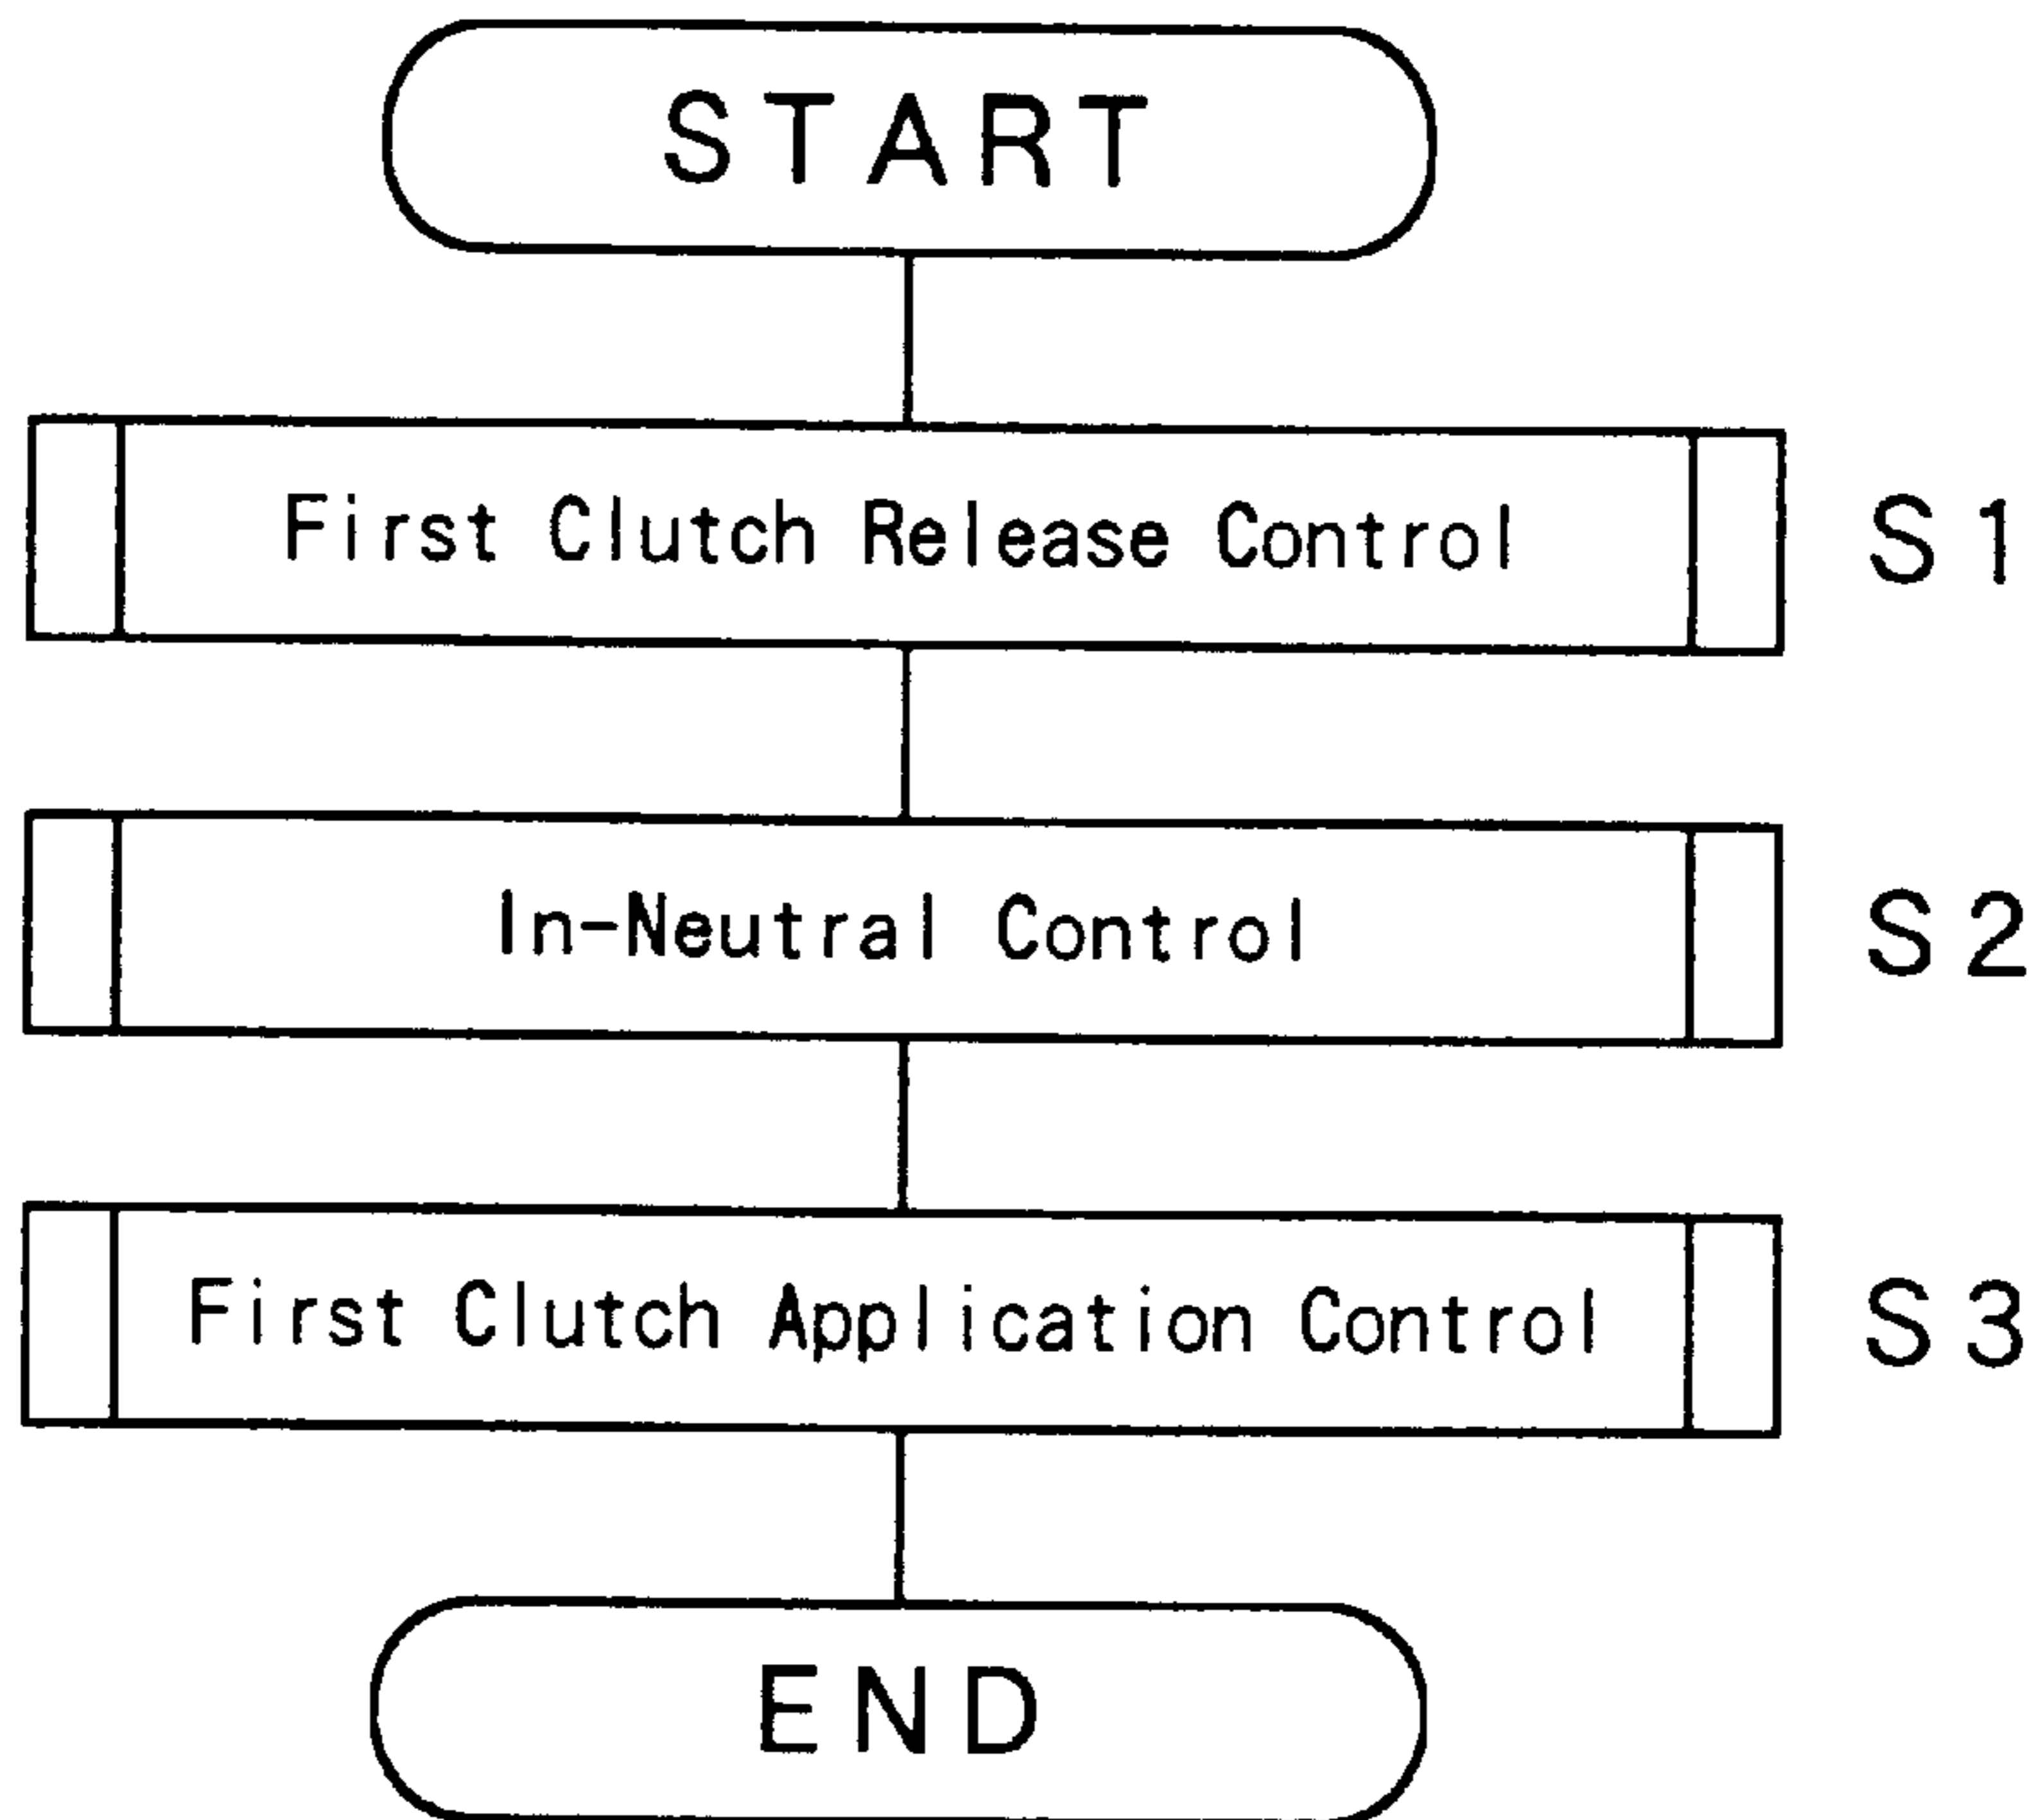 START
First Clutch Release Control S1
In-Neutral Control S2
First Clutch Application Control S3
END